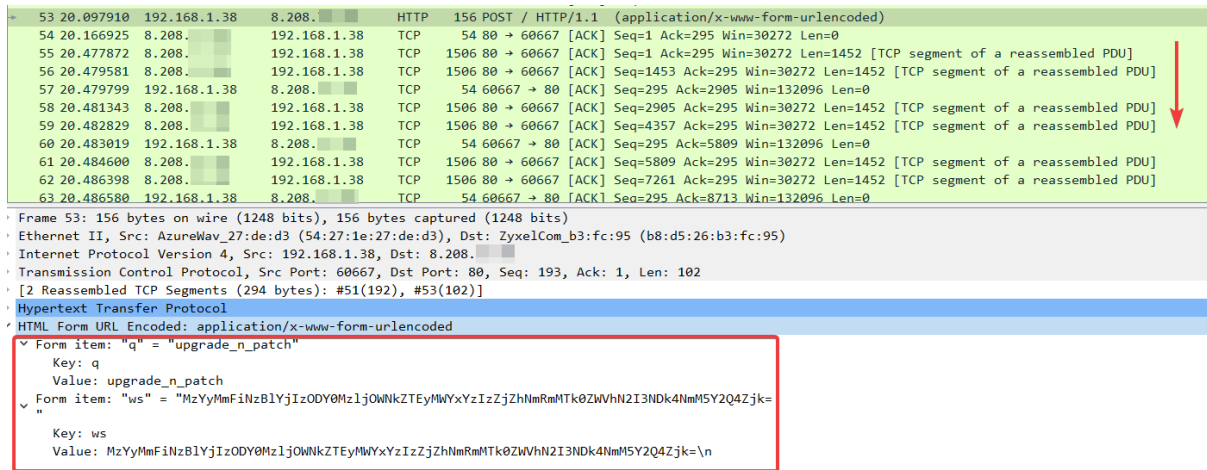 53 20.097910 192.168.1.38 8.208. HTTP 156 POST / HTTP/1.1 (application/x-www-form-urlencoded)
54 20.166925 8.208. 192.168.1.38 TCP 54 80 → 60667 [ACK] Seq=1 Ack=295 Win=30272 Len=0
55 20.477872 8.208. 192.168.1.38 TCP 1506 80 → 60667 [ACK] Seq=1 Ack=295 Win=30272 Len=1452 [TCP segment of a reassembled PDU]
56 20.479581 8.208. 192.168.1.38 TCP 1506 80 → 60667 [ACK] Seq=1453 Ack=295 Win=30272 Len=1452 [TCP segment of a reassembled PDU]
57 20.479799 192.168.1.38 8.208. TCP 54 60667 → 80 [ACK] Seq=295 Ack=2905 Win=132096 Len=0
58 20.481343 8.208. 192.168.1.38 TCP 1506 80 → 60667 [ACK] Seq=2905 Ack=295 Win=30272 Len=1452 [TCP segment of a reassembled PDU]
59 20.482829 8.208. 192.168.1.38 TCP 1506 80 → 60667 [ACK] Seq=4357 Ack=295 Win=30272 Len=1452 [TCP segment of a reassembled PDU]
60 20.483019 192.168.1.38 8.208. TCP 54 60667 → 80 [ACK] Seq=295 Ack=5809 Win=132096 Len=0
61 20.484600 8.208. 192.168.1.38 TCP 1506 80 → 60667 [ACK] Seq=5809 Ack=295 Win=30272 Len=1452 [TCP segment of a reassembled PDU]
62 20.486398 8.208. 192.168.1.38 TCP 1506 80 → 60667 [ACK] Seq=7261 Ack=295 Win=30272 Len=1452 [TCP segment of a reassembled PDU]
63 20.486580 192.168.1.38 8.208. TCP 54 60667 → 80 [ACK] Seq=295 Ack=8713 Win=132096 Len=0
Frame 53: 156 bytes on wire (1248 bits), 156 bytes captured (1248 bits)
Ethernet II, Src: AzureWav_27:de:d3 (54:27:1e:27:de:d3), Dst: ZyxelCom_b3:fc:95 (b8:d5:26:b3:fc:95)
Internet Protocol Version 4, Src: 192.168.1.38, Dst: 8.208.
Transmission Control Protocol, Src Port: 60667, Dst Port: 80, Seq: 193, Ack: 1, Len: 102
[2 Reassembled TCP Segments (294 bytes): #51(192), #53(102)]
Hypertext Transfer Protocol
HTML Form URL Encoded: application/x-www-form-urlencoded
Form item: "q" = "upgrade_n_patch"
Key: q
Value: upgrade_n_patch
Form item: "ws" = "MzYyMmFiNzBlYjIzODY0MzljOWNkZTEyMWYxYzIzZjZhNmRmMTk0ZWVhN2I3NDk4NmM5Y2Q4Zjk=
"
Key: ws
Value: MzYyMmFiNzBlYjIzODY0MzljOWNkZTEyMWYxYzIzZjZhNmRmMTk0ZWVhN2I3NDk4NmM5Y2Q4Zjk=\n